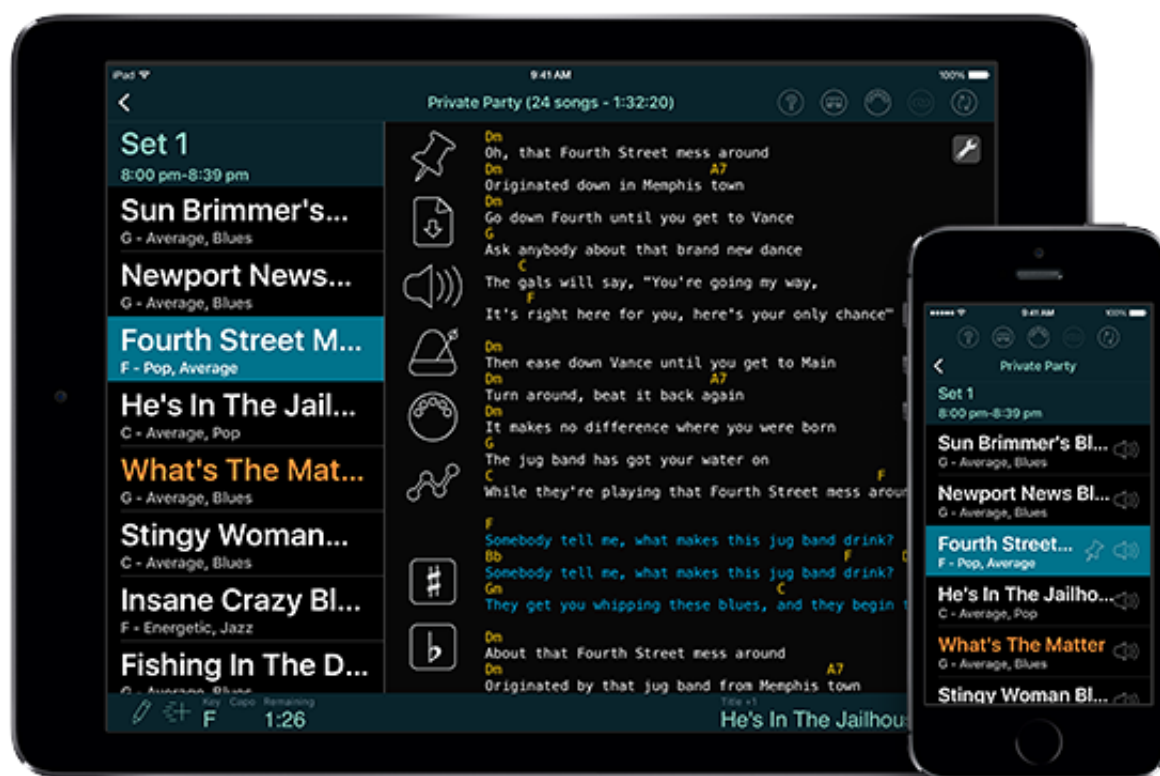 iPad
9:41 AM
100%
Private Party (24 songs - 1:32:20)
Set 1
8:00 pm-8:39 pm
Sun Brimmer's...
G - Average, Blues
Newport News...
G - Average, Blues
Fourth Street M...
F - Pop, Average
He's In The Jail...
C - Average, Pop
What's The Mat...
G - Average, Blues
Stingy Woman...
C - Average, Blues
Insane Crazy Bl...
F - Energetic, Jazz
Fishing In The D...
G - Average, Blues
Dm
Oh, that Fourth Street mess around
Dm A7
Originated down in Memphis town
Dm
Go down Fourth until you get to Vance
G
Ask anybody about that brand new dance
C
The gals will say, "You're going my way,
F
It's right here for you, here's your only chance"
Dm
Then ease down Vance until you get to Main
Dm A7
Turn around, beat it back again
Dm
It makes no difference where you were born
G
The jug band has got your water on
C F
While they're playing that Fourth Street mess arou
F
Somebody tell me, what makes this jug band drink?
Bb F D
Somebody tell me, what makes this jug band drink?
Gm C
They get you whipping these blues, and they begin t
Dm
About that Fourth Street mess around
Dm A7
Originated by that jug band from Memphis town
Key Capo Remaining
F 1:26
Title +1
He's In The Jailhou
9:41 AM
100%
Private Party
Set 1
8:00 pm-8:39 pm
Sun Brimmer's Bl...
G - Average, Blues
Newport News Bl...
G - Average, Blues
Fourth Street...
F - Pop, Average
He's In The Jailho...
C - Average, Pop
What's The Matter
G - Average, Blues
Stingy Woman Bl...